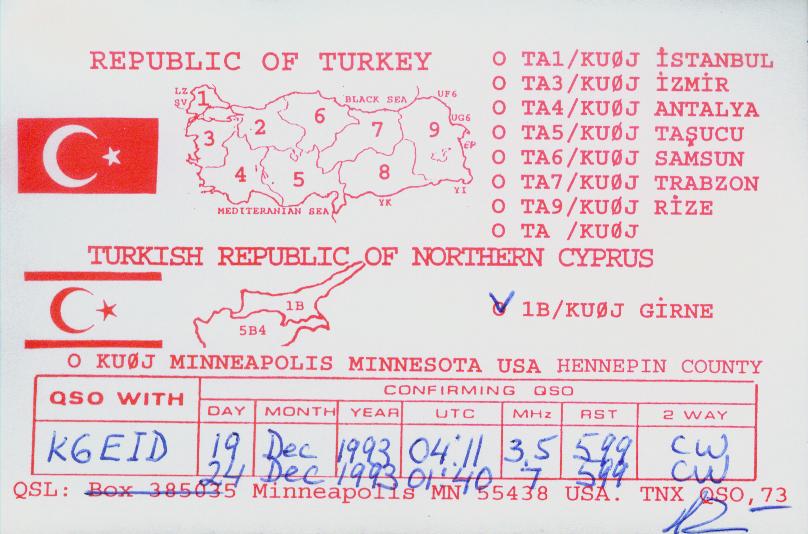 REPUBLIC OF TURKEY
O TA1/KUØJ İSTANBUL
O TA3/KUØJ İZMİR
O TA4/KUØJ ANTALYA
O TA5/KUØJ TAŞUCU
O TA6/KUØJ SAMSUN
O TA7/KUØJ TRABZON
O TA9/KUØJ RİZE
O TA /KUØJ
LZ
SV
1
2
3
4
5
6
7
8
9
BLACK SEA
UF6
UG6
EP
YI
YK
MEDITERANIAN SEA
TURKISH REPUBLIC OF NORTHERN CYPRUS
1B
5B4
O 1B/KUØJ GİRNE
O KUØJ MINNEAPOLIS MINNESOTA USA HENNEPIN COUNTY
QSO WITH
CONFIRMING QSO
DAY MONTH YEAR UTC MHz RST 2 WAY
K6EID 19 Dec 1993 04:11 3.5 599 CW
24 Dec 1993 01:40 7 599 CW
QSL: Box 385035 Minneapolis MN 55438 USA. TNX QSO,73